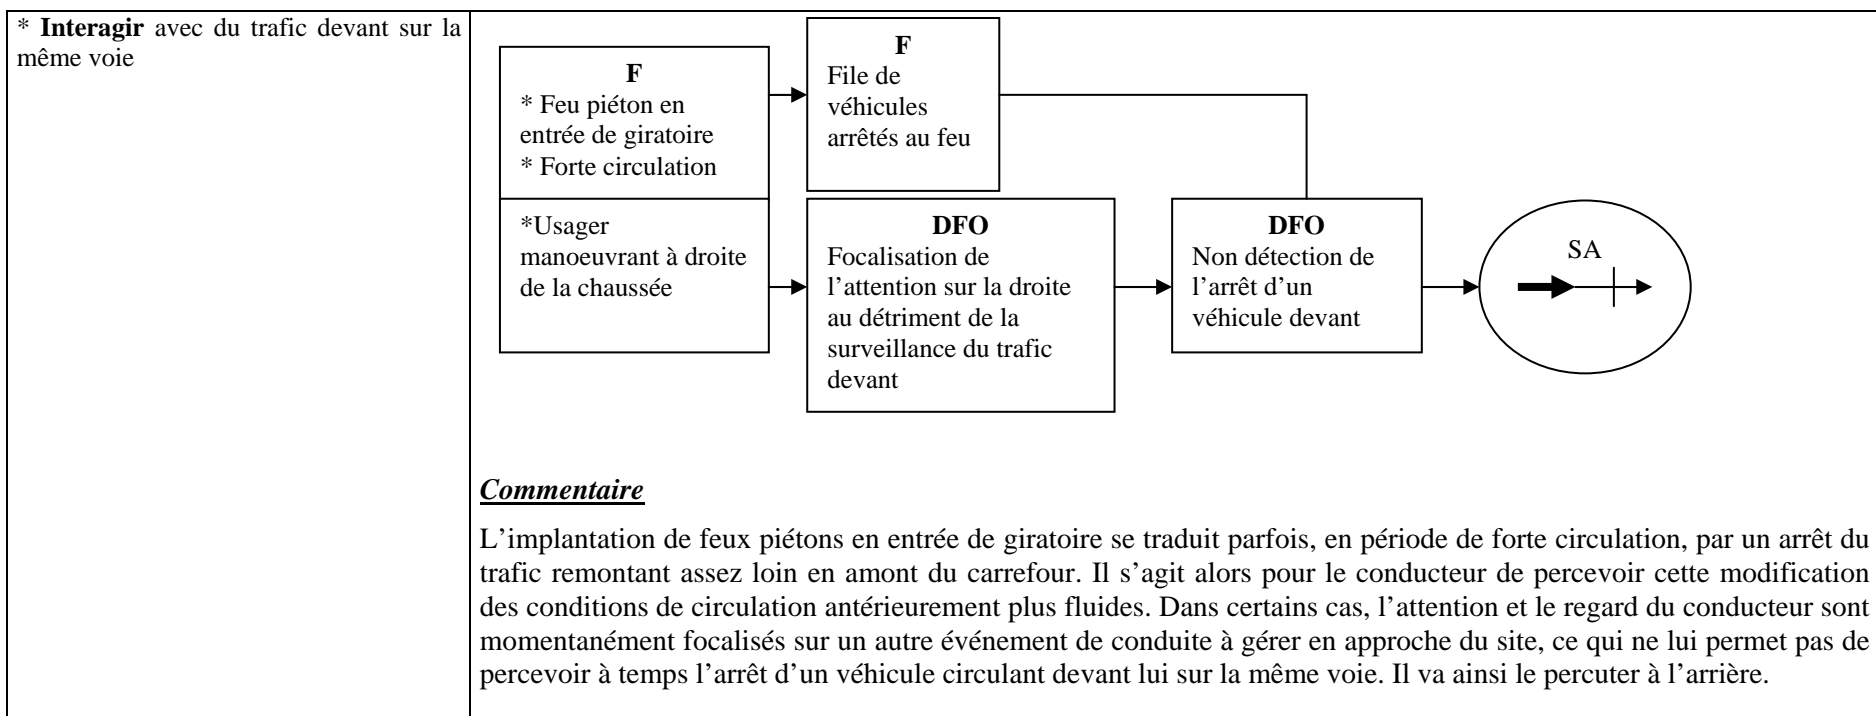 * Interagir avec du trafic devant sur la
même voie
F
* Feu piéton en
entrée de giratoire
* Forte circulation
*Usager
manoeuvrant à droite
de la chaussée
F
File de
véhicules
arrêtés au feu
DFO
Focalisation de
l’attention sur la droite
au détriment de la
surveillance du trafic
devant
DFO
Non détection de
l’arrêt d’un
véhicule devant
SA
Commentaire
L’implantation de feux piétons en entrée de giratoire se traduit parfois, en période de forte circulation, par un arrêt du
trafic remontant assez loin en amont du carrefour. Il s’agit alors pour le conducteur de percevoir cette modification
des conditions de circulation antérieurement plus fluides. Dans certains cas, l’attention et le regard du conducteur sont
momentanément focalisés sur un autre événement de conduite à gérer en approche du site, ce qui ne lui permet pas de
percevoir à temps l’arrêt d’un véhicule circulant devant lui sur la même voie. Il va ainsi le percuter à l’arrière.